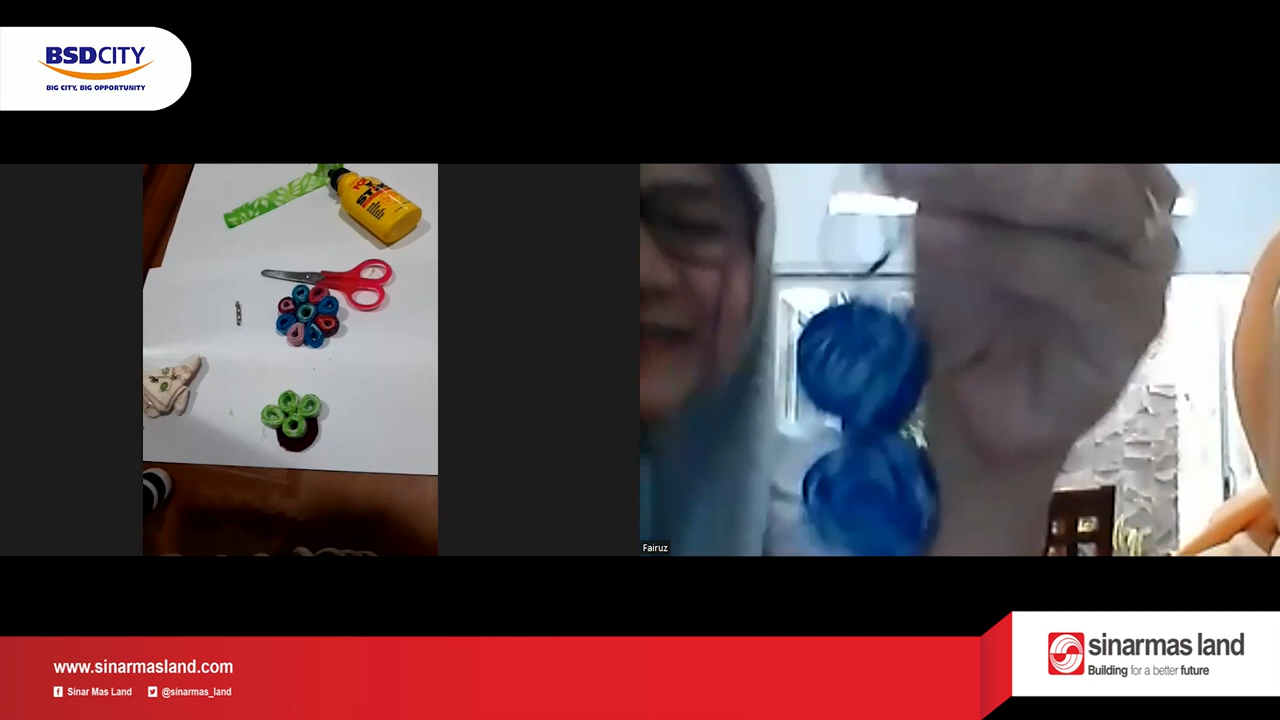 BSDCITY
BIG CITY, BIG OPPORTUNITY
Fairuz
www.sinarmasland.com
Sinar Mas Land
@sinarmas_land
sinarmas land
Building for a better future